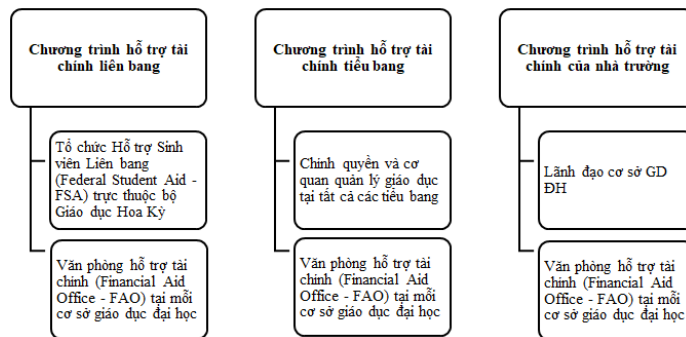 Chương trình hỗ trợ tài
chính liên bang
Tổ chức Hỗ trợ Sinh
viên Liên bang
(Federal Student Aid -
FSA) trực thuộc bộ
Giáo dục Hoa Kỳ
Văn phòng hỗ trợ tài
chính (Financial Aid
Office - FAO) tại mỗi
cơ sở giáo dục đại học
Chương trình hỗ trợ tài
chính tiểu bang
Chính quyền và cơ
quan quản lý giáo dục
tại tất cả các tiểu bang
Văn phòng hỗ trợ tài
chính (Financial Aid
Office - FAO) tại mỗi
cơ sở giáo dục đại học
Chương trình hỗ trợ tài
chính của nhà trường
Lãnh đạo cơ sở GD
ĐH
Văn phòng hỗ trợ tài
chính (Financial Aid
Office - FAO) tại mỗi
cơ sở giáo dục đại học